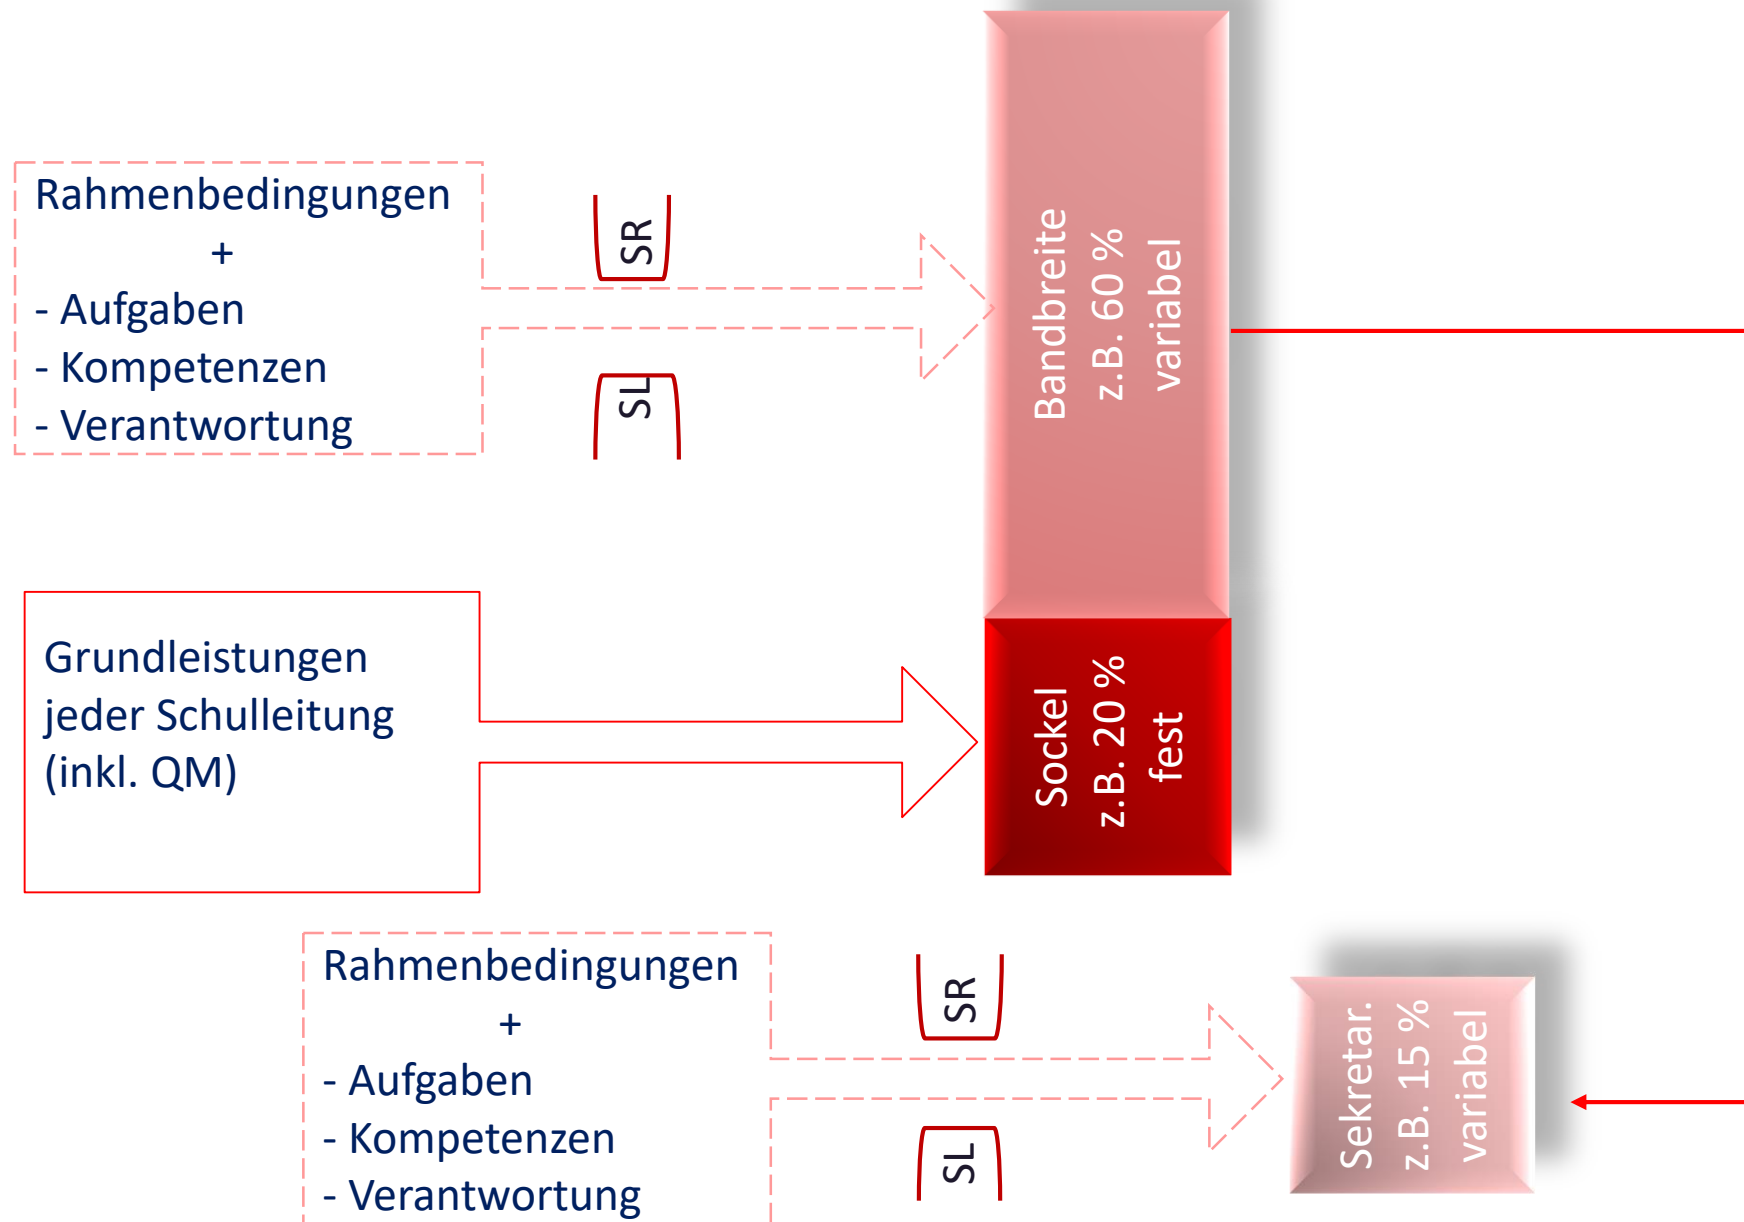 Rahmenbedingungen
+
- Aufgaben
- Kompetenzen
- Verantwortung
SR
SL
Bandbreite
z.B. 60 %
variabel
Grundleistungen
jeder Schulleitung
(inkl. QM)
Sockel
z.B. 20 %
fest
Rahmenbedingungen
+
- Aufgaben
- Kompetenzen
- Verantwortung
SR
SL
Sekretar.
z.B. 15 %
variabel